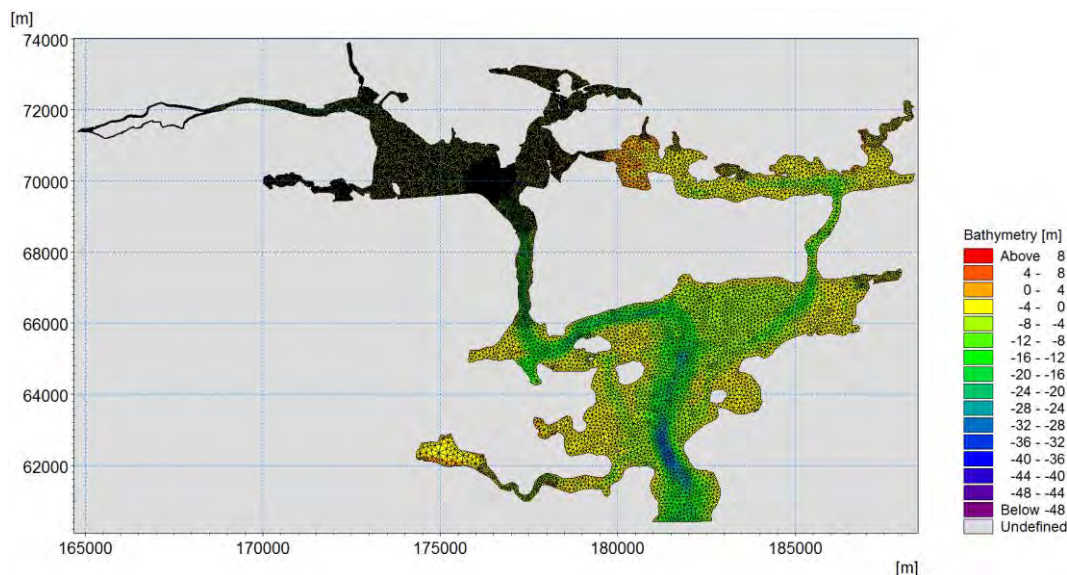 [m]
74000
72000
70000
68000
66000
64000
62000
165000 170000 175000 180000 185000
[m]
Bathymetry [m]
Above 8
4 - 8
0 - 4
-4 - 0
-8 - -4
-12 - -8
-16 - -12
-20 - -16
-24 - -20
-28 - -24
-32 - -28
-36 - -32
-40 - -36
-44 - -40
-48 - -44
Below -48
Undefined